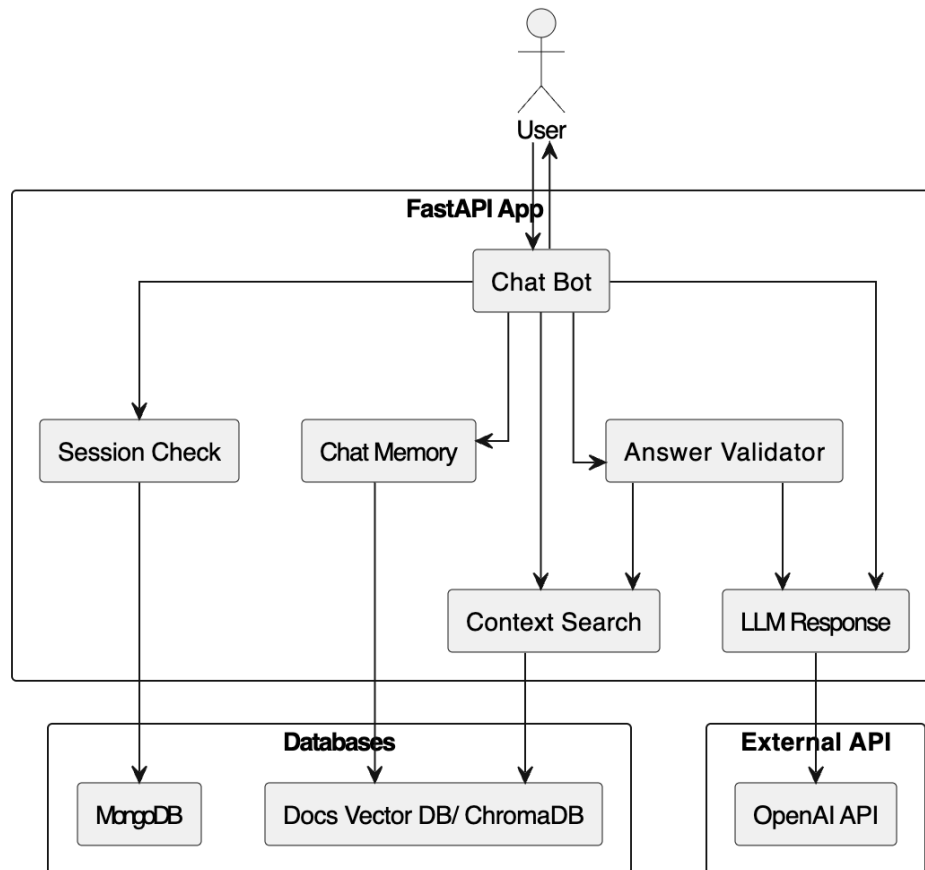 User
FastAPI App
Chat Bot
Session Check
Chat Memory
Answer Validator
Context Search
LLM Response
Databases
External API
MongoDB
Docs Vector DB/ ChromaDB
OpenAI API